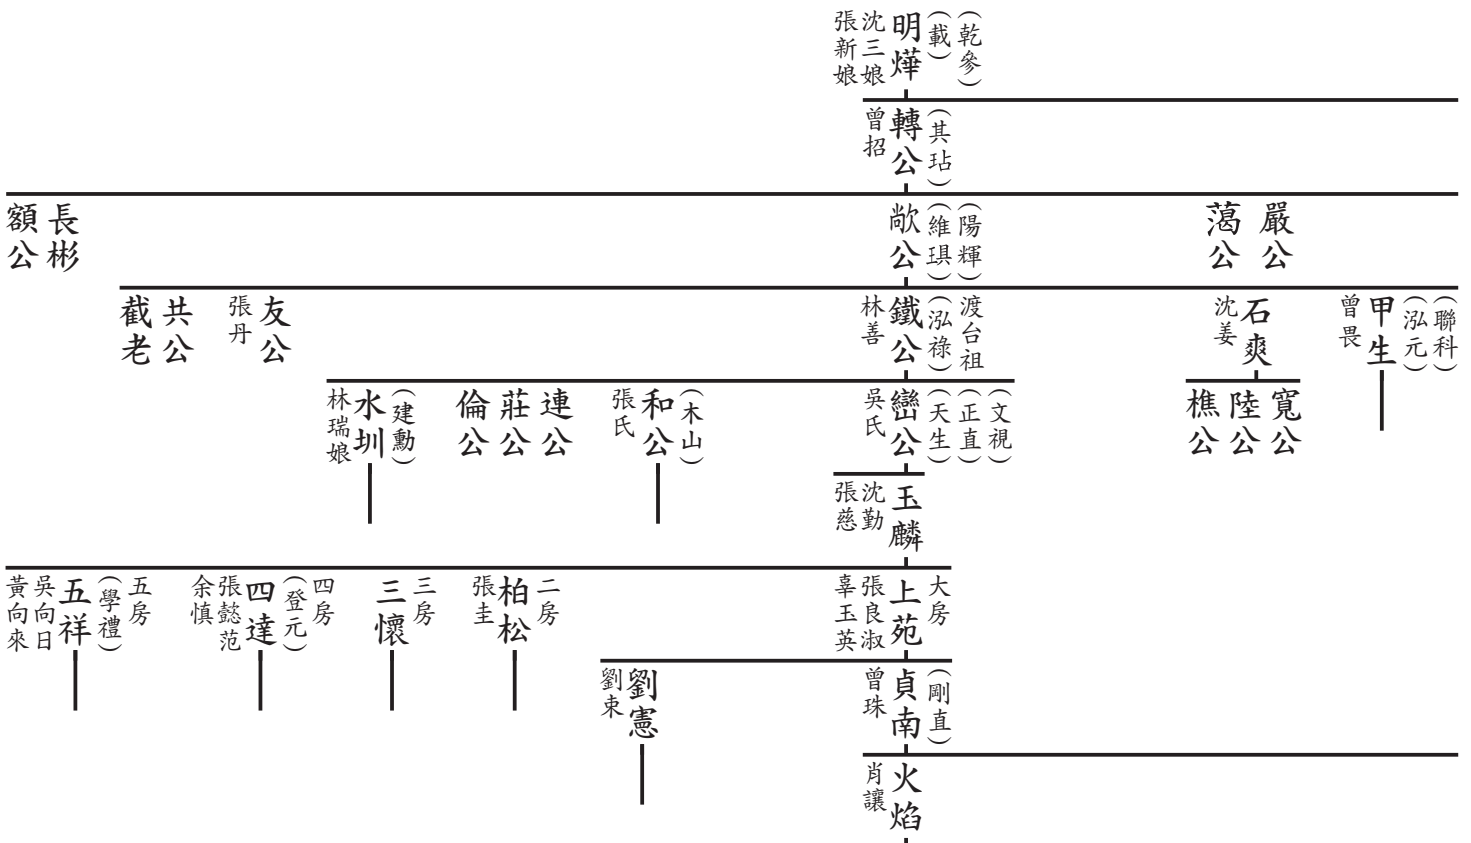 (乾參)
(載)
明燁
沈三娘
張新娘
(其玷)
轉公
曾招
嚴公
藹公
(陽輝)
(維琪)
敞公
長彬
額公
(聯科)
(泓元)
甲生
曾畏
石爽
沈姜
渡台祖
(泓祿)
鐵公
林善
友公
張丹
共公
截老
寬公
陸公
樵公
(文視)
(正直)
(天生)
巒公
吳氏
(木山)
和公
張氏
連公
莊公
倫公
(建勳)
水圳
林瑞娘
玉麟
沈勤
張慈
大房
上苑
張良淑
辜玉英
二房
柏松
張圭
三房
三懷
四房
(登元)
四達
張懿范
余慎
五房
(學禮)
五祥
吳向日
黃向來
(剛直)
貞南
曾珠
劉憲
劉束
火焰
肖讓